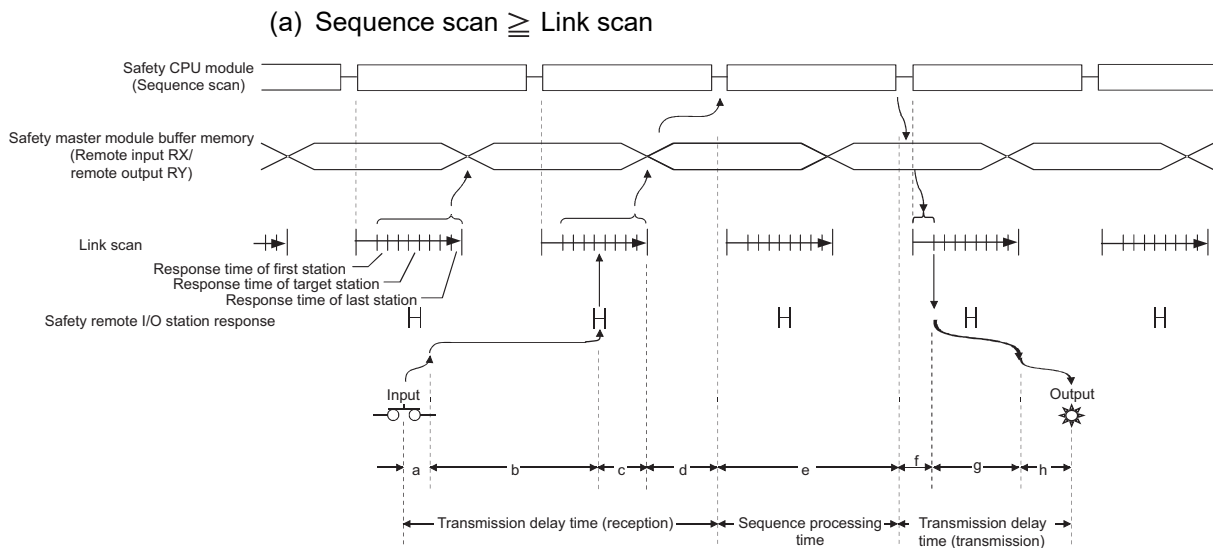 (a) Sequence scan ≧ Link scan
Safety CPU module
(Sequence scan)
Safety master module buffer memory
(Remote input RX/
remote output RY)
Link scan
Response time of first station
Response time of target station
Response time of last station
Safety remote I/O station response
Input
Output
a
b
c
d
e
f
g
h
Transmission delay time (reception)
Sequence processing
time
Transmission delay
time (transmission)